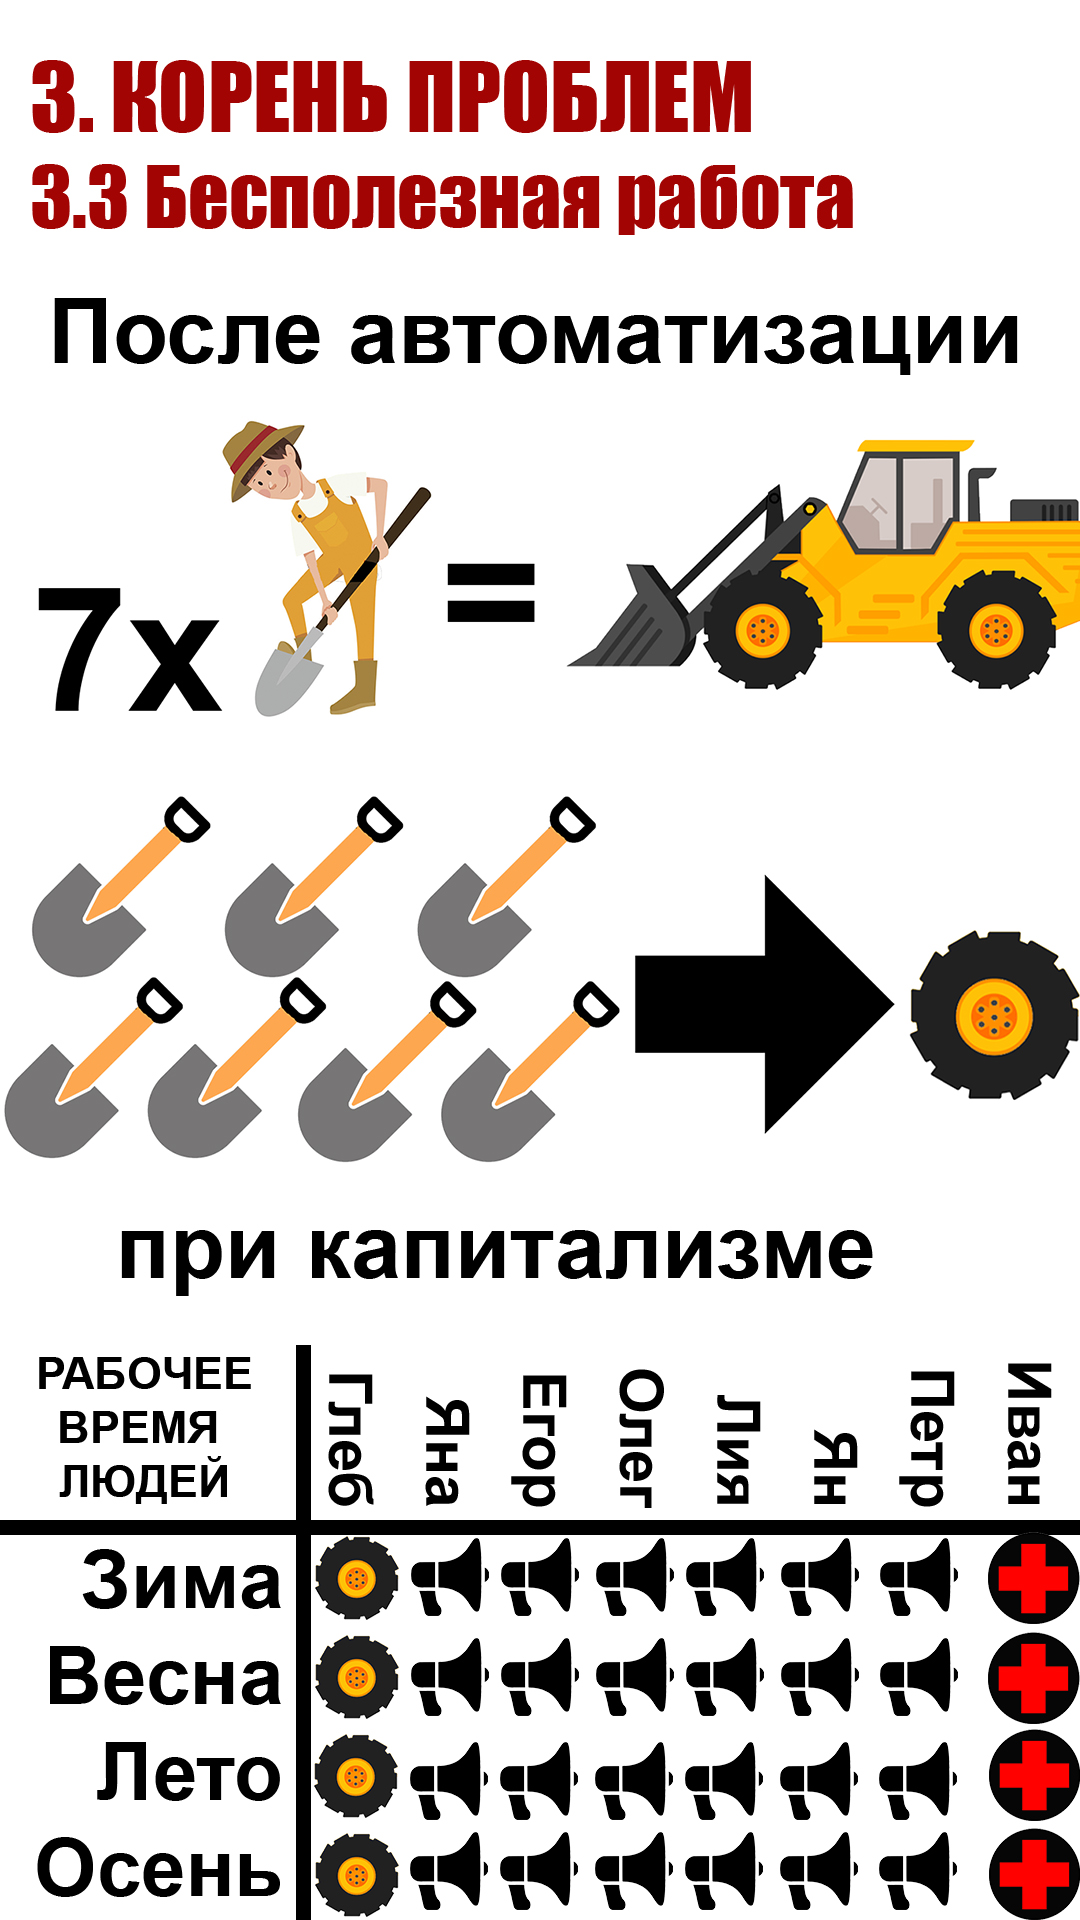 3. КОРЕНЬ ПРОБЛЕМ
3.3 Бесполезная работа
После автоматизации
7x
=
при капитализме
РАБОЧЕЕ
ВРЕМЯ
ЛЮДЕЙ
Глеб
Яна
Егор
Олег
Лия
Ян
Петр
Иван
Зима
Весна
Лето
Осень